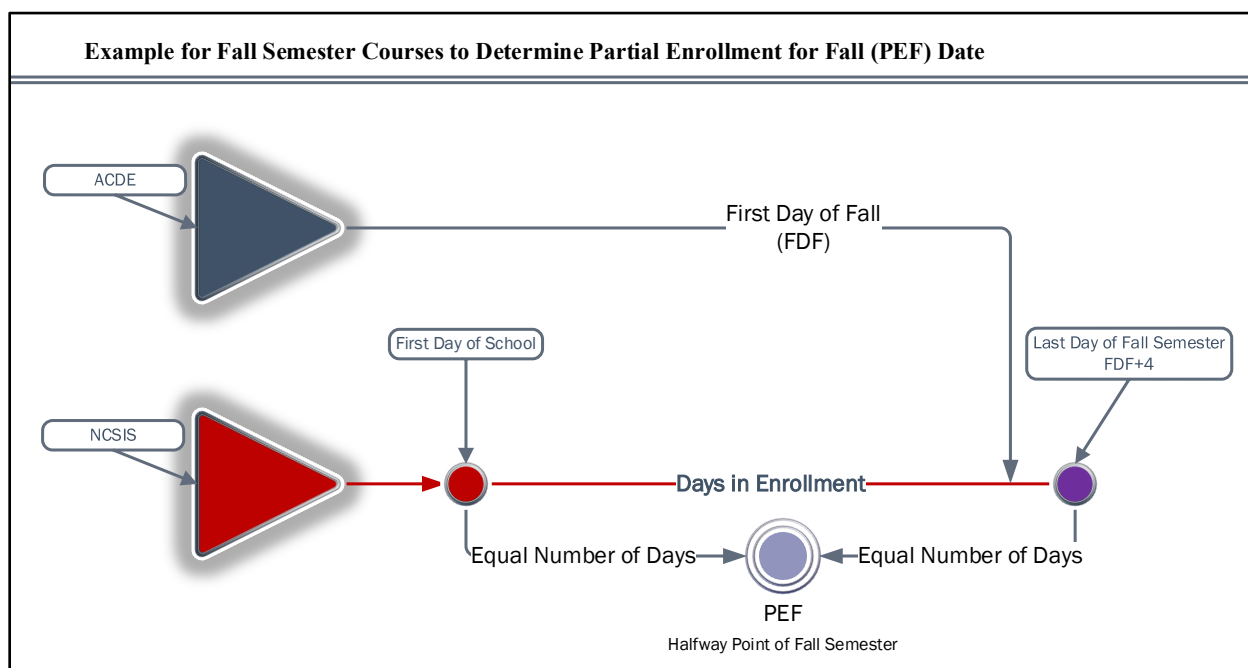 Example for Fall Semester Courses to Determine Partial Enrollment for Fall (PEF) Date
ACDE
First Day of Fall
(FDF)
First Day of School
Last Day of Fall Semester
FDF+4
NCSIS
Days in Enrollment
Equal Number of Days
Equal Number of Days
PEF
Halfway Point of Fall Semester